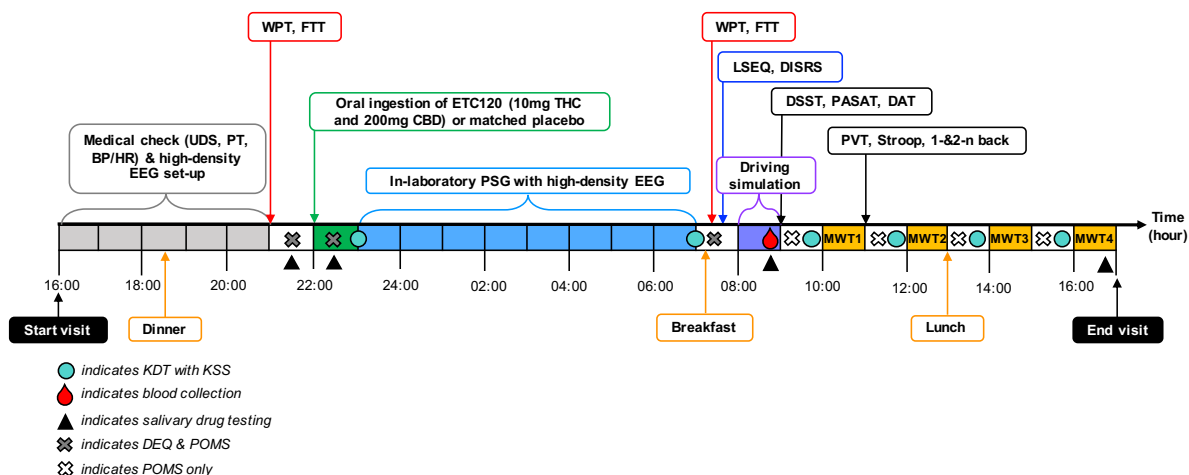 WPT, FTT
WPT, FTT
LSEQ, DISRS
Oral ingestion of ETC120 (10mg THC
and 200mg CBD) or matched placebo
DSST, PASAT, DAT
Medical check (UDS, PT,
BP/HR) & high-density
EEG set-up
PVT, Stroop, 1-&2-n back
In-laboratory PSG with high-density EEG
Driving
simulation
Time
(hour)
MWT1
MWT2
MWT3
MWT4
16:00
18:00
20:00
22:00
24:00
02:00
04:00
06:00
08:00
10:00
12:00
14:00
16:00
Start visit
Dinner
Breakfast
Lunch
End visit
indicates KDT with KSS
indicates blood collection
indicates salivary drug testing
indicates DEQ & POMS
indicates POMS only